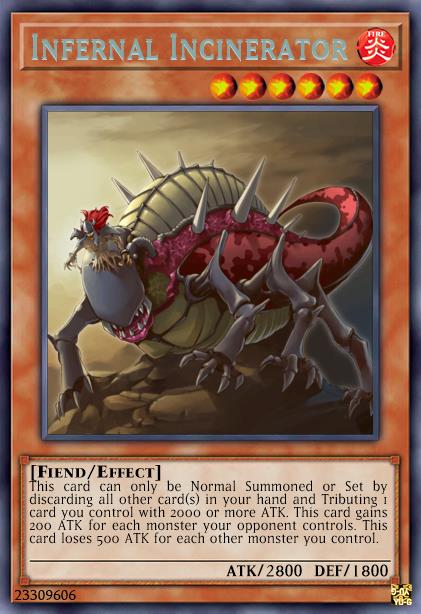 INFERNAL INCINERATOR
FIRE
炎
[FIEND/EFFECT]
This card can only be Normal Summoned or Set by
discarding all other card(s) in your hand and Tributing 1
card you control with 2000 or more ATK. This card gains
200 ATK for each monster your opponent controls. This
card loses 500 ATK for each other monster you control.
ATK/2800 DEF/1800
23309606